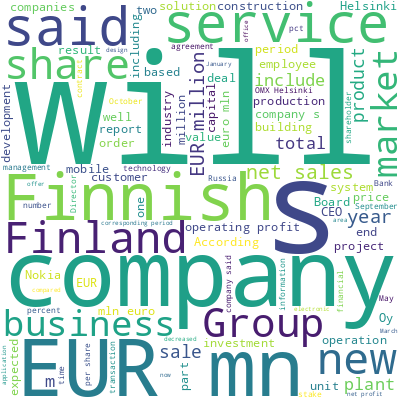 companies solution construction Helsinki
said service
result including two
based period agreement office design
share EUR million industry capital deal employee January market
development report well order contract October value million include OMX Helsinki production product shareholder
euro mln company s building total
will s
management mobile customer technology net sales system price
Finnish Director Russia Board CEO September Bank
offer number one operating profit year
Finland corresponding period According end project area
Nokia EUR company said information financial
company
percent compared mln euro May
business Group Oy
application expected EUR mn new March
sale investment operation electronic
m time per share transaction part decreased now unit plant
net profit stake pct